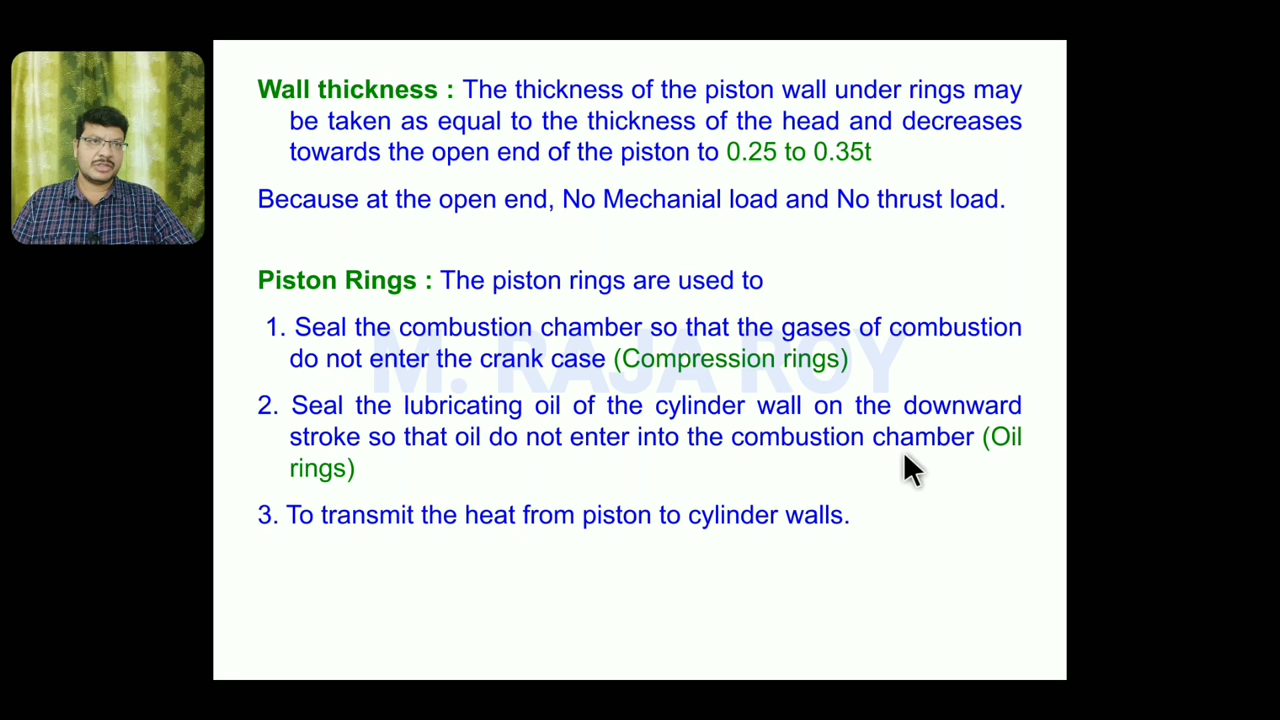 Wall thickness : The thickness of the piston wall under rings may
be taken as equal to the thickness of the head and decreases
towards the open end of the piston to 0.25 to 0.35t
Because at the open end, No Mechanial load and No thrust load.
Piston Rings : The piston rings are used to
1. Seal the combustion chamber so that the gases of combustion
do not enter the crank case (Compression rings)
M. RAJA ROY
2. Seal the lubricating oil of the cylinder wall on the downward
stroke so that oil do not enter into the combustion chamber (Oil
rings)
3. To transmit the heat from piston to cylinder walls.